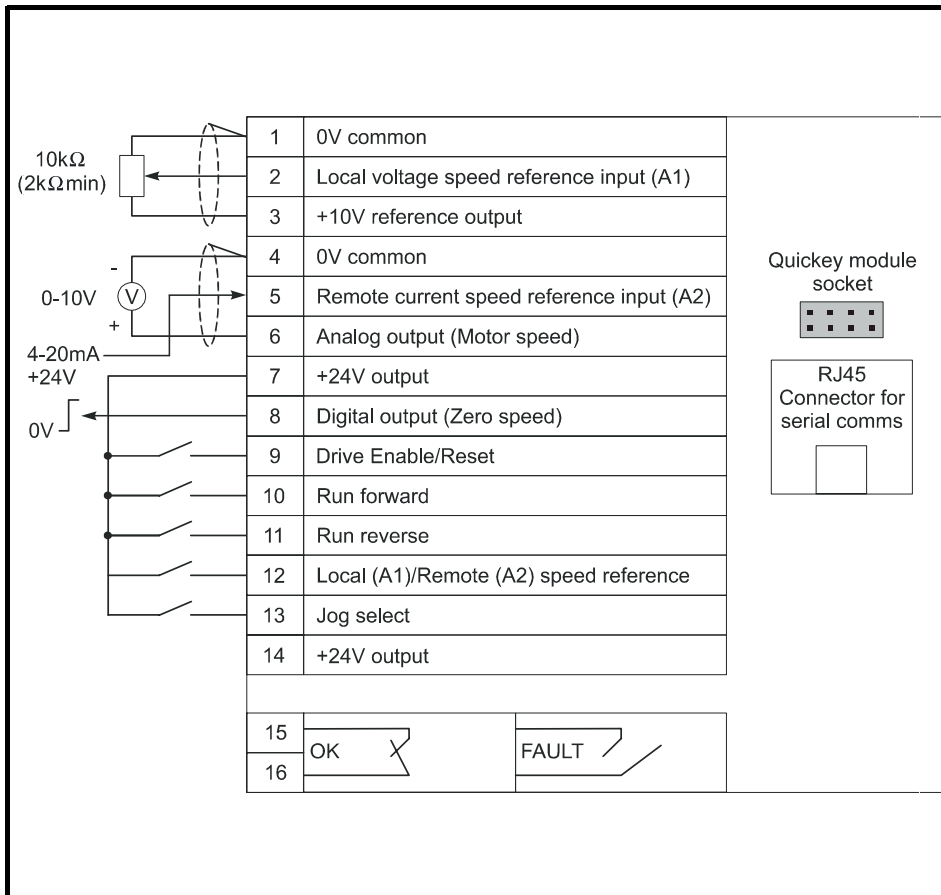 10kΩ
(2kΩmin)
1 0V common
2 Local voltage speed reference input (A1)
3 +10V reference output
4 0V common
5 Remote current speed reference input (A2)
6 Analog output (Motor speed)
7 +24V output
8 Digital output (Zero speed)
9 Drive Enable/Reset
10 Run forward
11 Run reverse
12 Local (A1)/Remote (A2) speed reference
13 Jog select
14 +24V output
-
0-10V V
+
4-20mA
+24V
0V
15
16
OK
FAULT
Quickey module
socket
RJ45
Connector for
serial comms